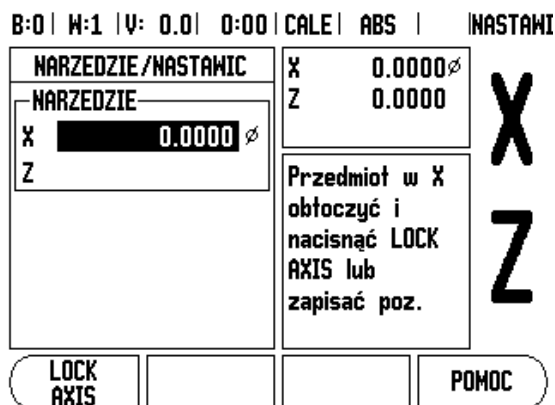 B:0 | W:1 | V: 0.0 | 0:00 | CALE | ABS | |NASTAWI
NARZEDZIE/NASTAWIC
NARZEDZIE
X 0.0000 ø
Z
X 0.0000 ø
Z 0.0000
Przedmiot w X
obtoczyć i
nacisnąć LOCK
AXIS lub
zapisać poz.
X
Z
LOCK
AXIS
POMOC